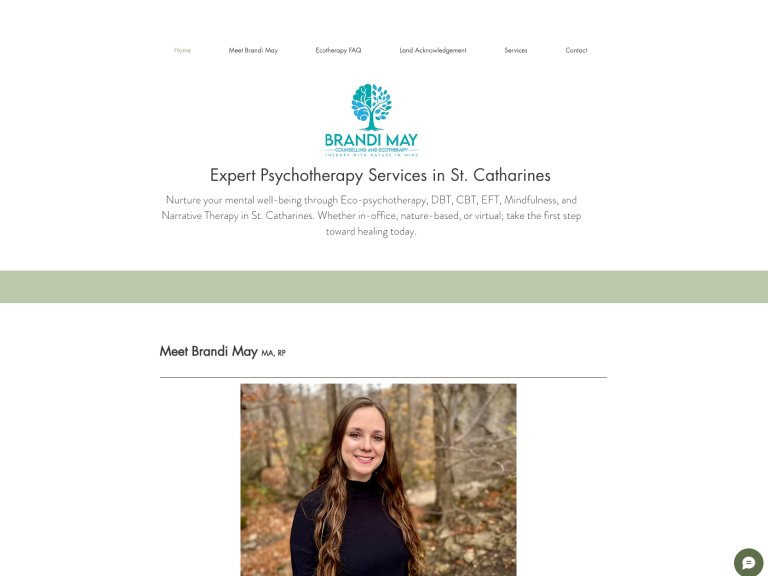 Home Meet Brandi May Ecotherapy FAQ Land Acknowledgement Services Contact
BRANDI MAY
COUNSELLING AND ECOTHERAPY
THERAPY WITH NATURE IN MIND
Expert Psychotherapy Services in St. Catharines
Nurture your mental well-being through Eco-psychotherapy, DBT, CBT, EFT, Mindfulness, and
Narrative Therapy in St. Catharines. Whether in-office, nature-based, or virtual; take the first step
toward healing today.
Meet Brandi May MA, RP